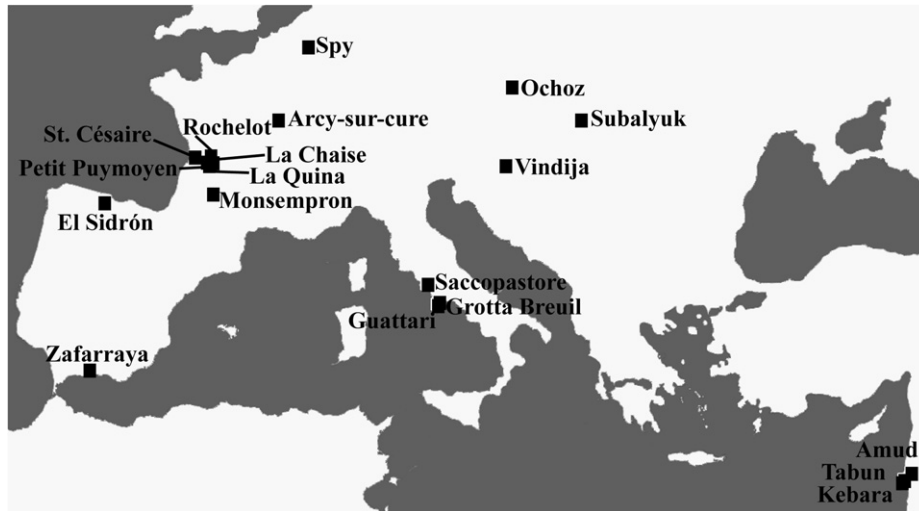 Spy
Ochoz
Arcy-sur-cure
Subalyuk
St. Césaire
Rochelot
La Chaise
Petit Puymoyen
La Quina
Vindija
Monsempron
El Sidrón
Saccopastore
Grotta Breuil
Guattari
Zafarraya
Amud
Tabun
Kebara